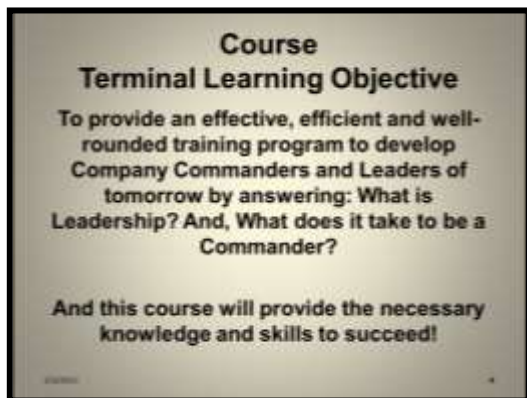 Course
Terminal Learning Objective
To provide an effective, efficient and well-
rounded training program to develop
Company Commanders and Leaders of
tomorrow by answering: What is
Leadership? And, What does it take to be a
Commander?
And this course will provide the necessary
knowledge and skills to succeed!